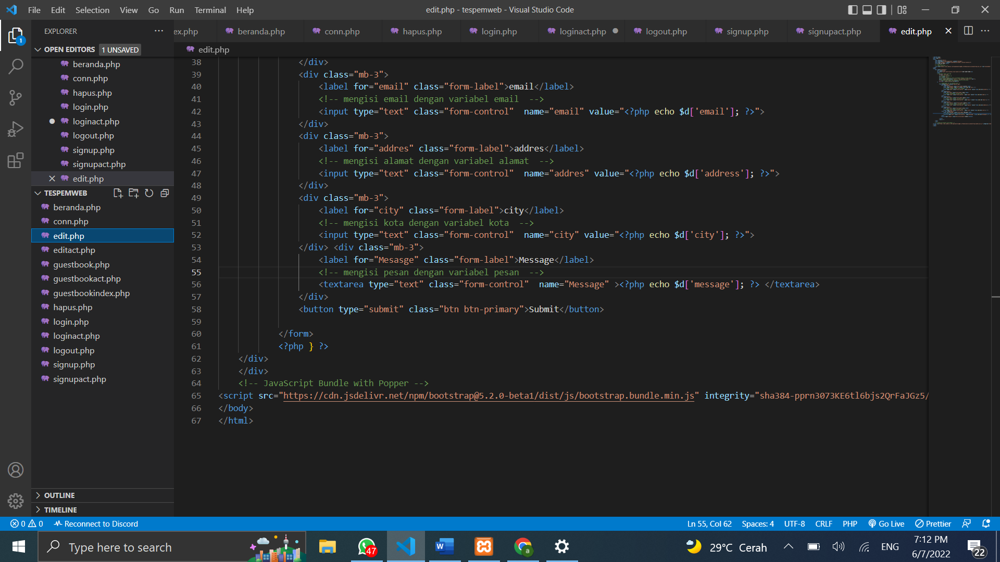 File Edit Selection View Go Run Terminal Help
edit.php - tespemweb - Visual Studio Code
EXPLORER
ex.php beranda.php conn.php hapus.php login.php loginact.php logout.php signup.php signupact.php edit.php
OPEN EDITORS 1 UNSAVED
beranda.php
conn.php
hapus.php
login.php
loginact.php
logout.php
signup.php
signupact.php
edit.php
TESPEMWEB
beranda.php
conn.php
edit.php
editact.php
guestbook.php
guestbookact.php
guestbookindex.php
hapus.php
login.php
loginact.php
logout.php
signup.php
signupact.php
OUTLINE
TIMELINE
edit.php
38 </div>
39 <div class="mb-3">
40 <label for="email" class="form-label">email</label>
41 <!-- mengisi email dengan variabel email  -->
42 <input type="text" class="form-control"  name="email" value="<?php echo $d['email']; ?>">
43 </div>
44 <div class="mb-3">
45 <label for="addres" class="form-label">addres</label>
46 <!-- mengisi alamat dengan variabel alamat  -->
47 <input type="text" class="form-control"  name="addres" value="<?php echo $d['address']; ?>">
48 </div>
49 <div class="mb-3">
50 <label for="city" class="form-label">city</label>
51 <!-- mengisi kota dengan variabel kota  -->
52 <input type="text" class="form-control"  name="city" value="<?php echo $d['city']; ?>">
53 </div> <div class="mb-3">
54 <label for="Mesasge" class="form-label">Message</label>
55 <!-- mengisi pesan dengan variabel pesan  -->
56 <textarea type="text" class="form-control"  name="Message" ><?php echo $d['message']; ?> </textarea>
57 </div>
58 <button type="submit" class="btn btn-primary">Submit</button>
59
60 </form>
61 <?php } ?>
62 </div>
63 </div>
64 <!-- JavaScript Bundle with Popper -->
65 <script src="https://cdn.jsdelivr.net/npm/bootstrap@5.2.0-beta1/dist/js/bootstrap.bundle.min.js" integrity="sha384-pprn3073KE6tl6bjs2QrFaJGz5/
66 </body>
67 </html>
0 0 Reconnect to Discord
Ln 55, Col 62 Spaces: 4 UTF-8 CRLF PHP Go Live Prettier
Type here to search
47
29°C Cerah
ENG
7:12 PM
6/7/2022
22